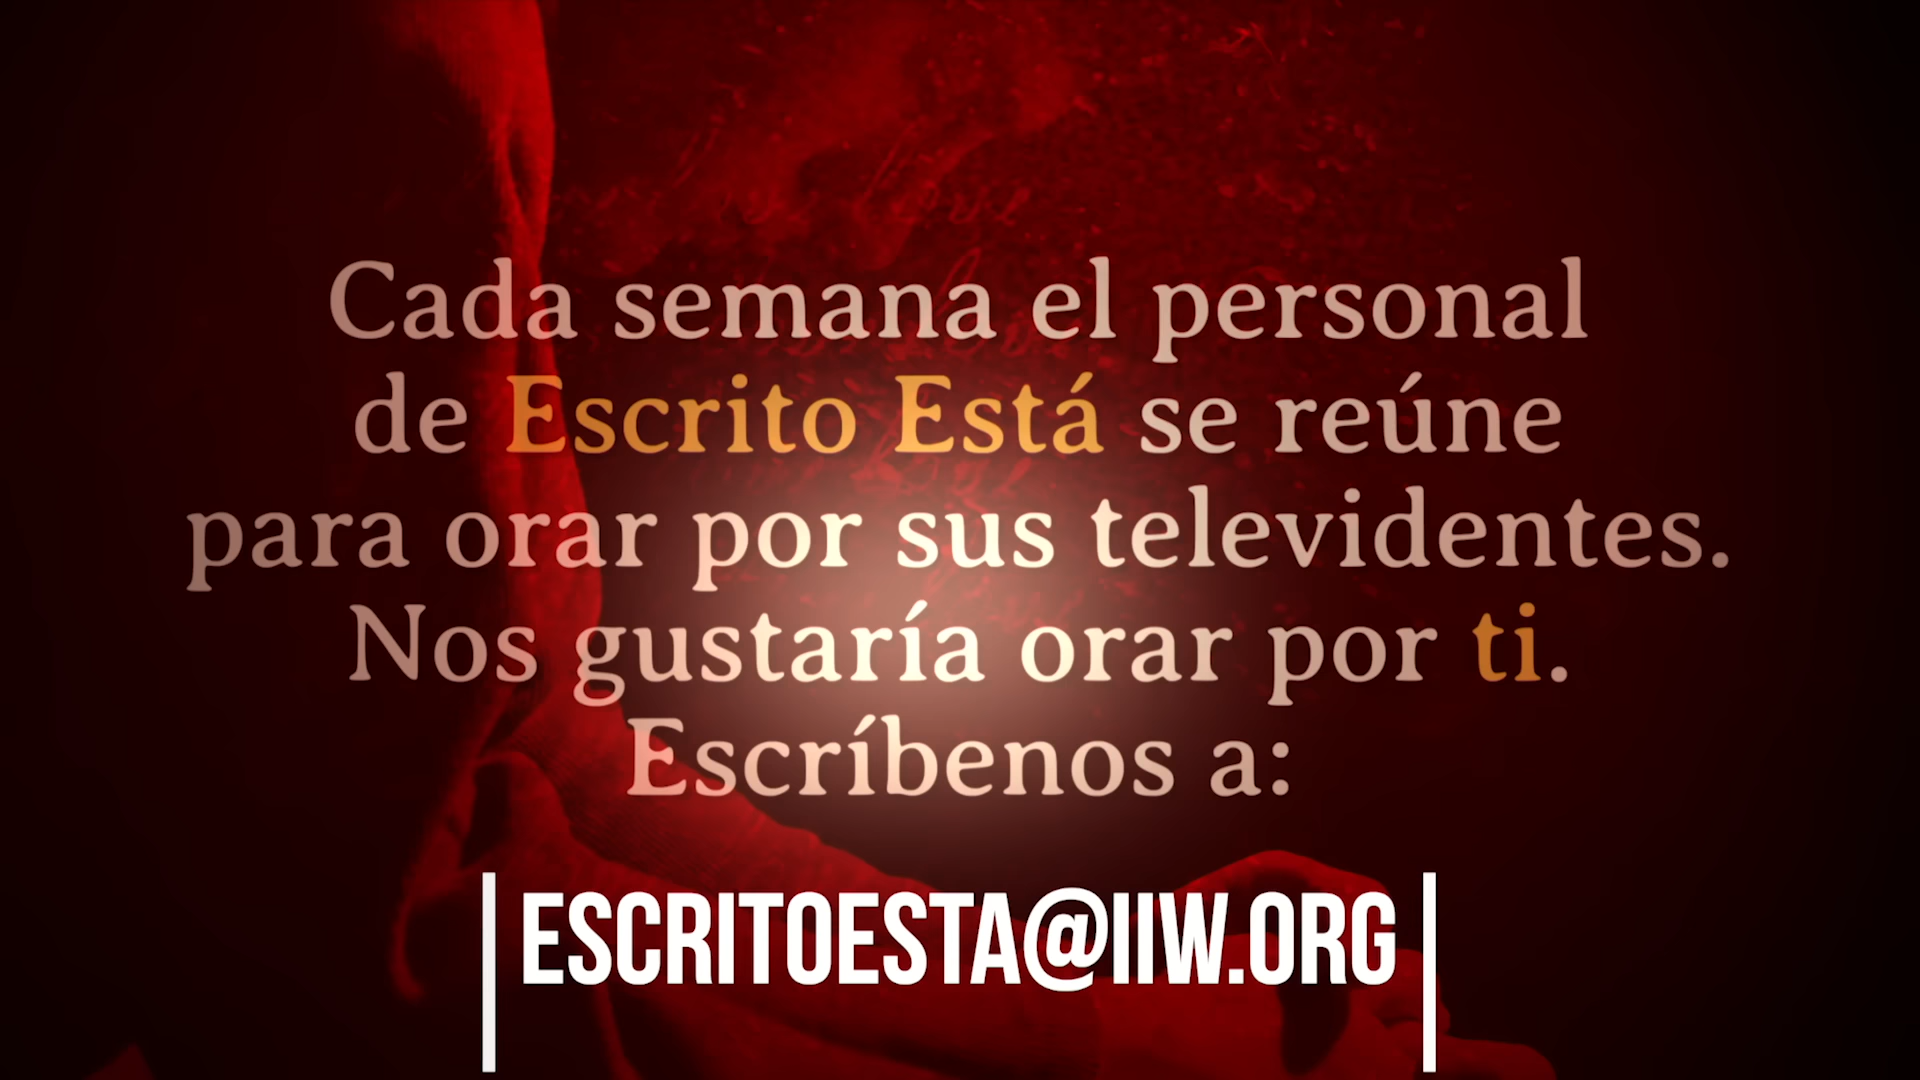 Cada semana el personal
de Escrito Está se reúne
para orar por sus televidentes.
Nos gustaría orar por ti.
Escríbenos a:
ESCRITOESTA@IIW.ORG